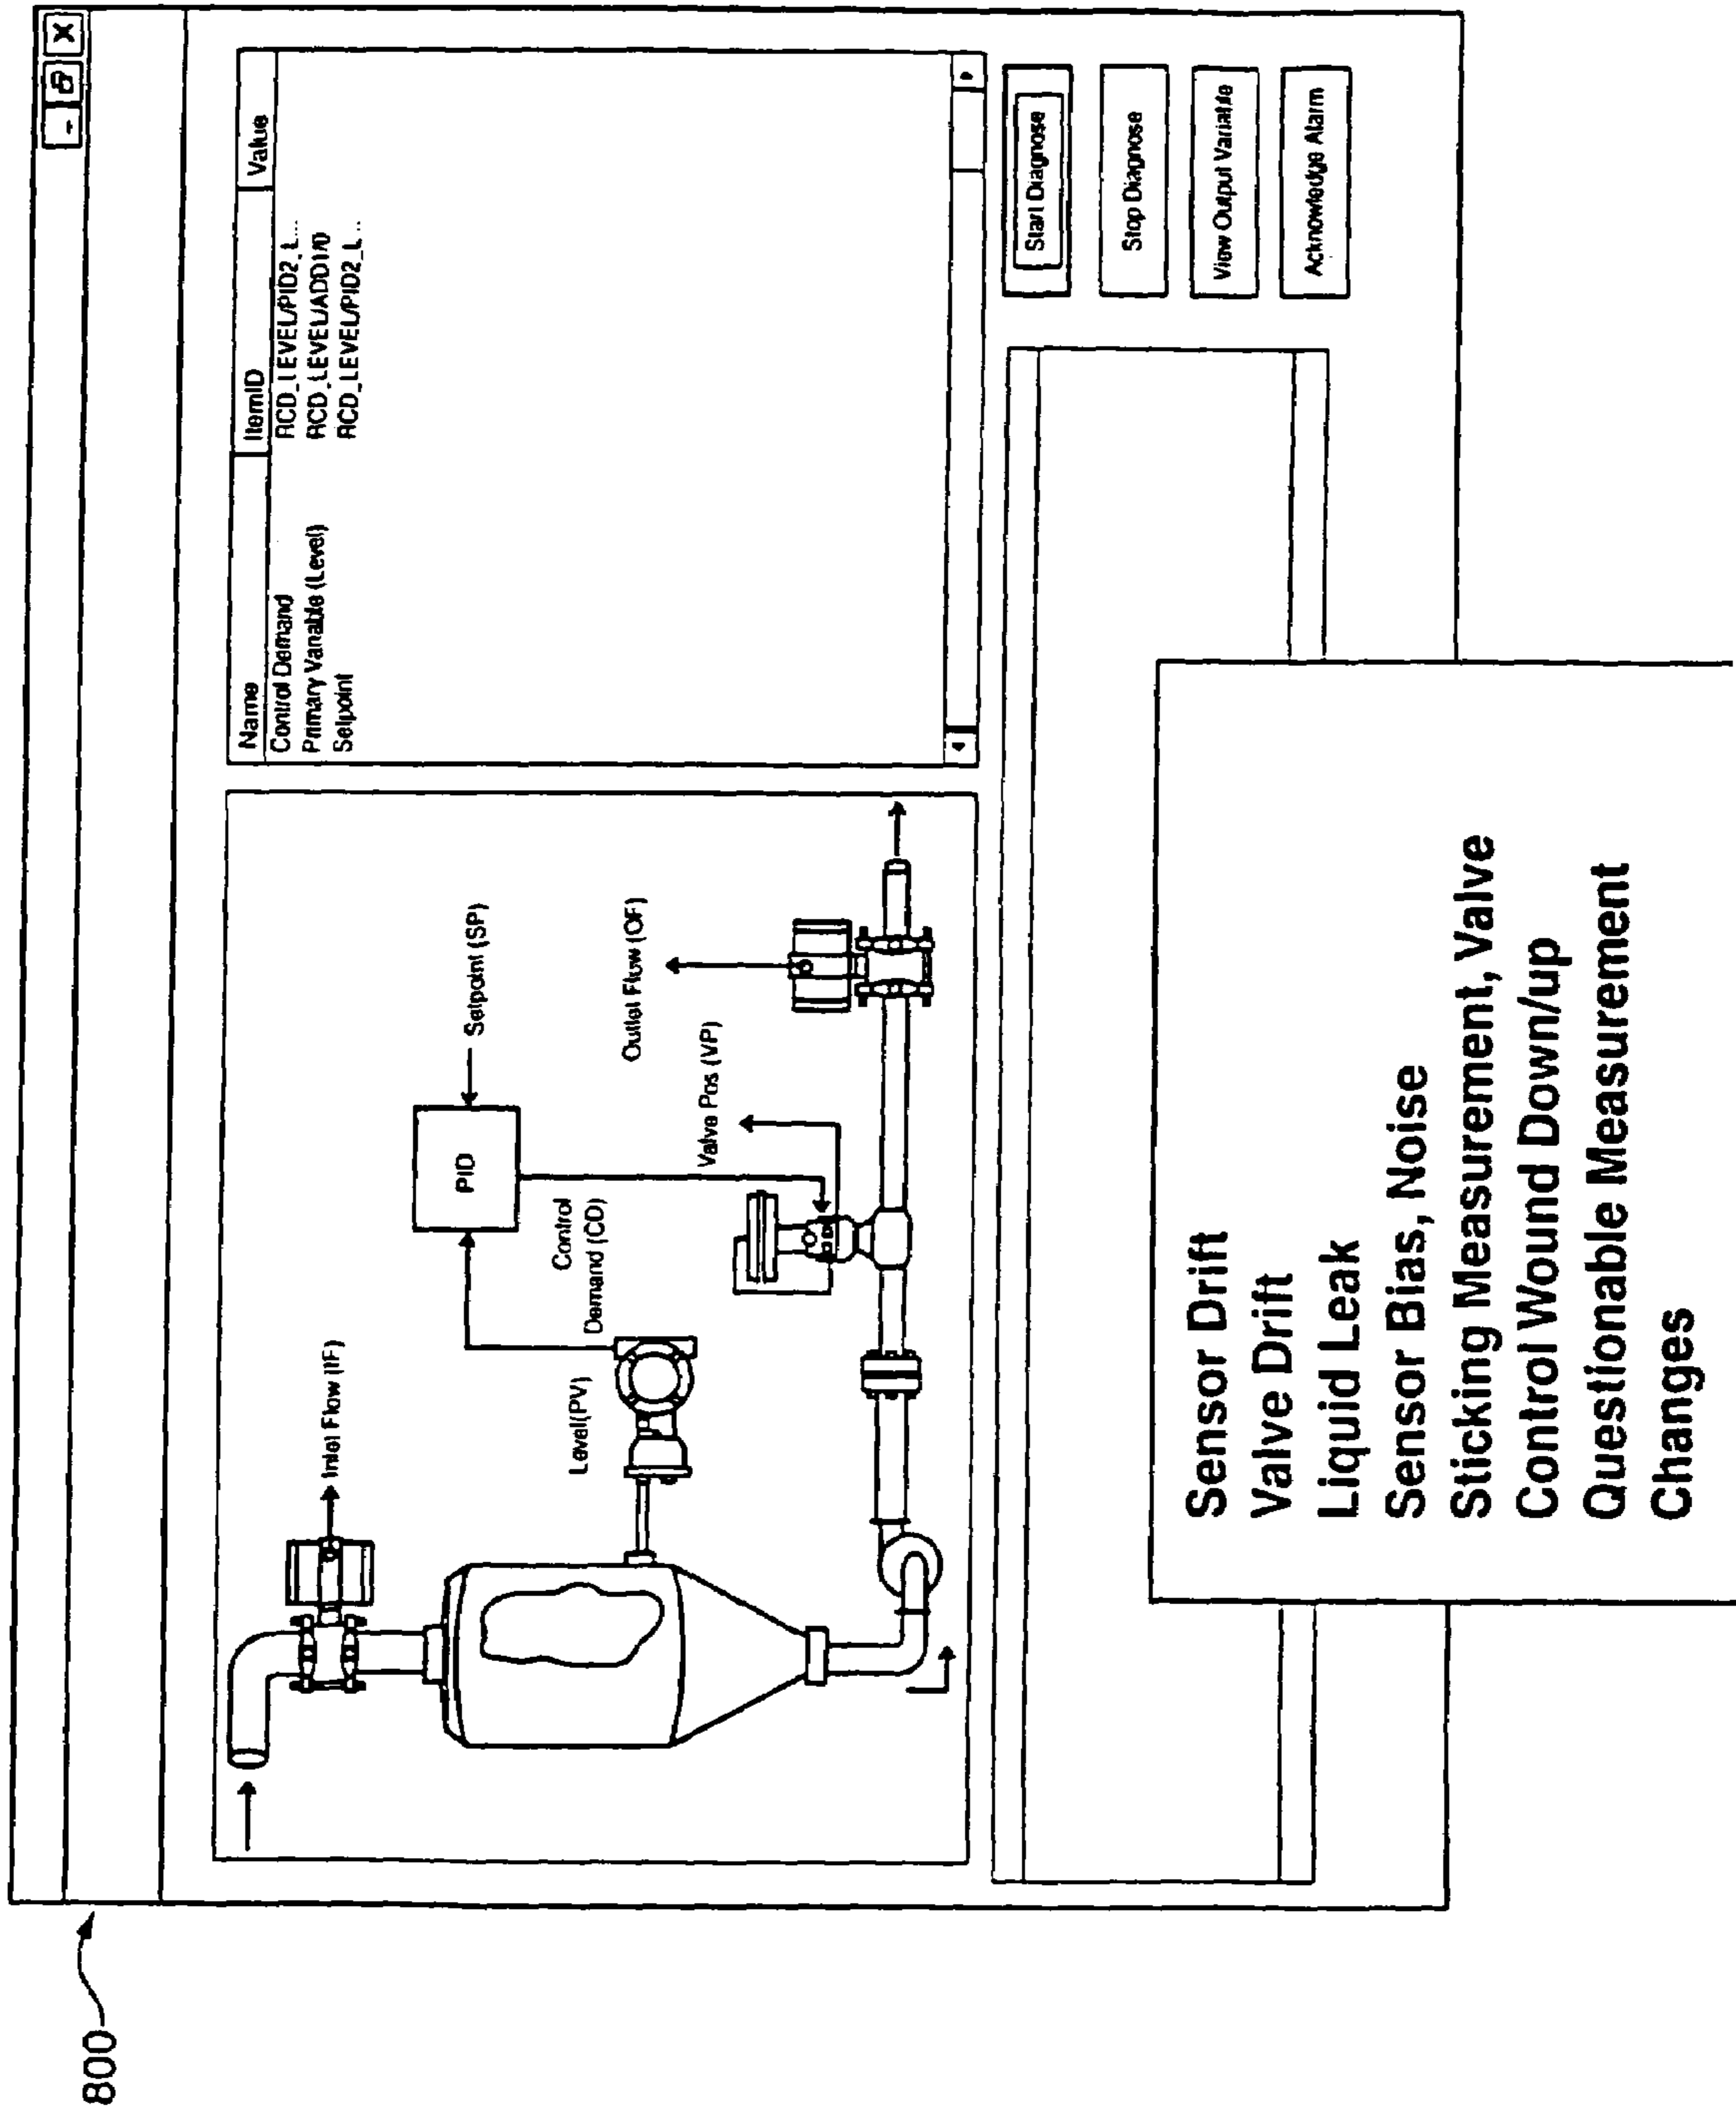 800
- X
Name ItemID Value
Control Demand RCD_LEVEL/PID2_L...
Primary Variable (Level) RCD_LEVEL/ADD1/I0
Setpoint RCD_LEVEL/PID2_L...
Inlet Flow (IF)
Level(PV)
Control
Demand (CD)
PID
Setpoint (SP)
Valve Pos (VP)
Outlet Flow (OF)
Start Diagnose
Stop Diagnose
View Output Variable
Acknowledge Alarm
Sensor Drift
Valve Drift
Liquid Leak
Sensor Bias, Noise
Sticking Measurement, Valve
Control Wound Down/up
Questionable Measurement
Changes